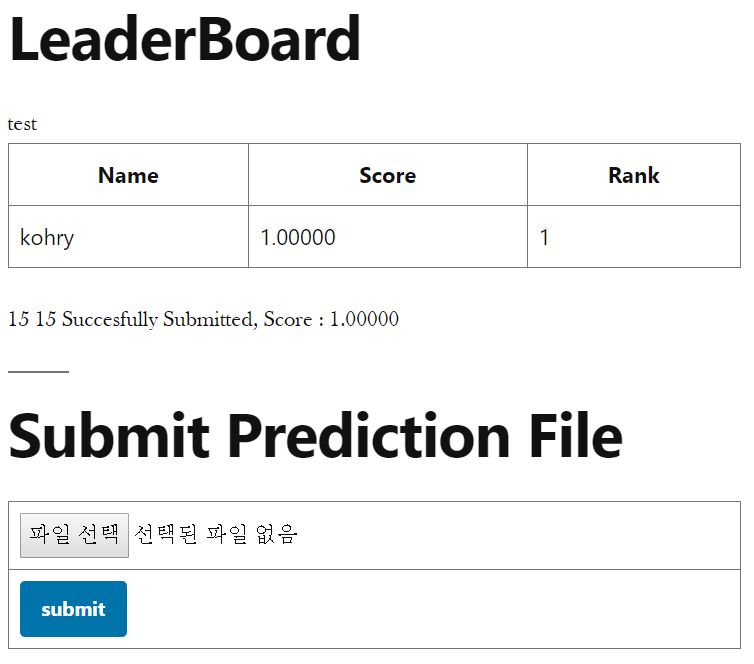 LeaderBoard
test
Name Score Rank
kohry 1.00000 1
15 15 Succesfully Submitted, Score : 1.00000
Submit Prediction File
파일 선택 선택된 파일 없음
submit